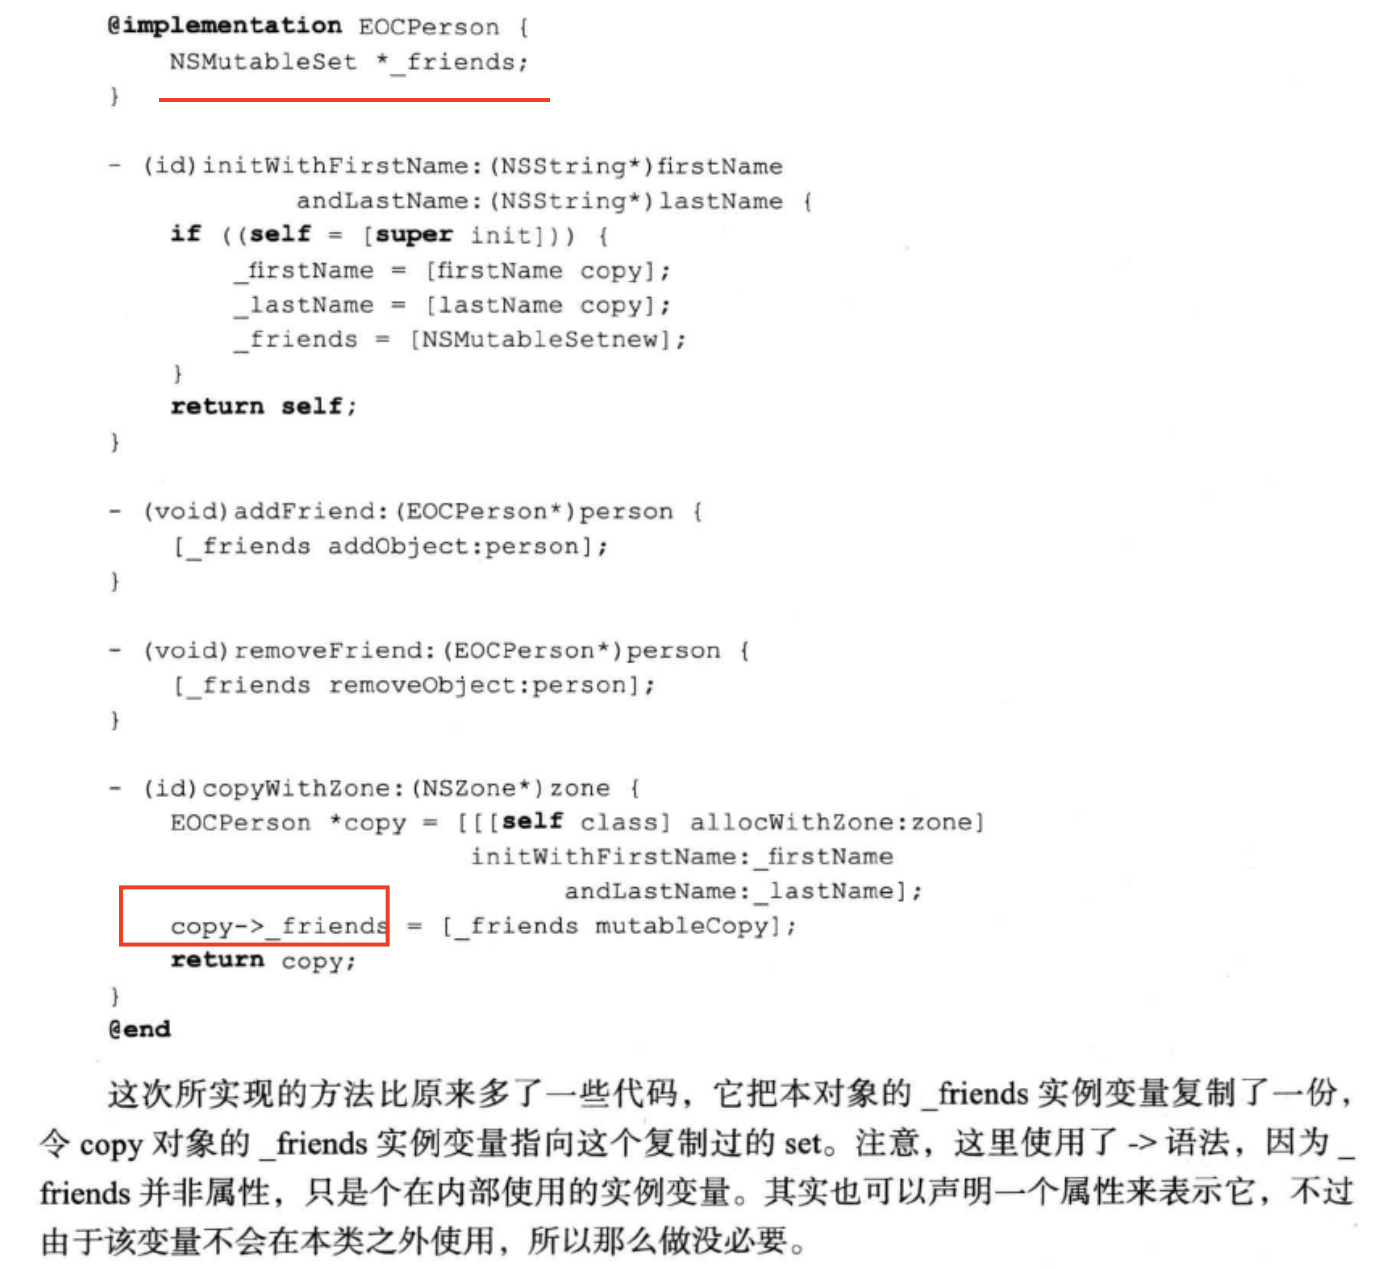 @implementation EOCPerson {
NSMutableSet *_friends;
}
- (id)initWithFirstName:(NSString*)firstName
andLastName:(NSString*)lastName {
if ((self = [super init])) {
_firstName = [firstName copy];
_lastName = [lastName copy];
_friends = [NSMutableSetnew];
}
return self;
}
- (void)addFriend:(EOCPerson*)person {
[_friends addObject:person];
}
- (void)removeFriend:(EOCPerson*)person {
[_friends removeObject:person];
}
- (id)copyWithZone:(NSZone*)zone {
EOCPerson *copy = [[[self class] allocWithZone:zone]
initWithFirstName:_firstName
andLastName:_lastName];
copy->_friends = [_friends mutableCopy];
return copy;
}
@end
这次所实现的方法比原来多了一些代码，它把本对象的 _friends 实例变量复制了一份，
令 copy 对象的 _friends 实例变量指向这个复制过的 set。注意，这里使用了 -> 语法，因为 _
friends 并非属性，只是个在内部使用的实例变量。其实也可以声明一个属性来表示它，不过
由于该变量不会在本类之外使用，所以那么做没必要。